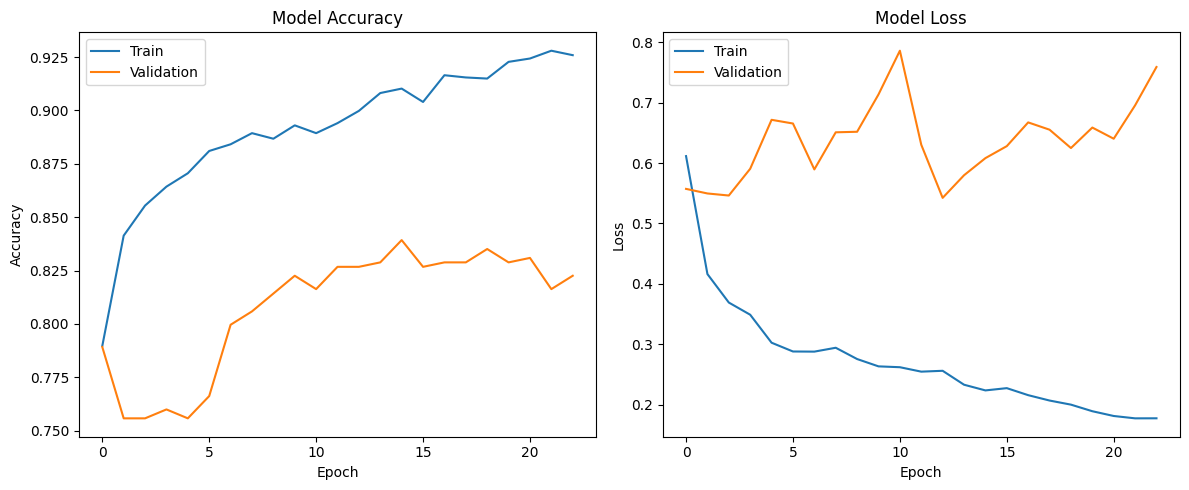 Model Accuracy
Train
Validation
0.925
0.900
0.875
0.850
0.825
0.800
0.775
0.750
Accuracy
0 5 10 15 20
Epoch
Model Loss
Train
Validation
0.8
0.7
0.6
0.5
0.4
0.3
0.2
Loss
0 5 10 15 20
Epoch